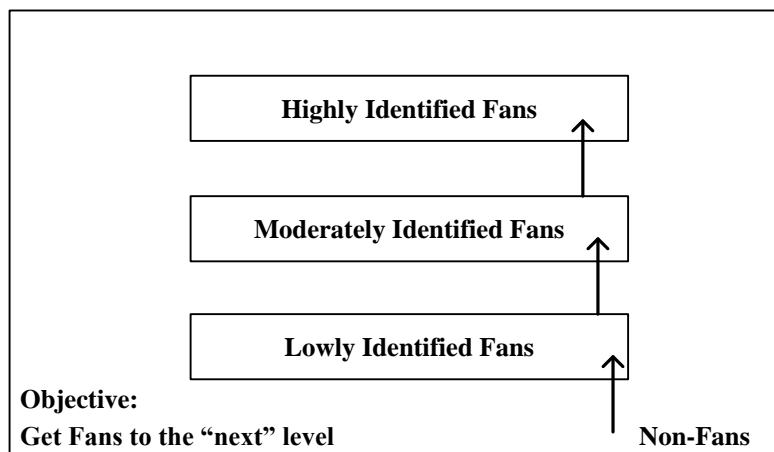 Highly Identified Fans
Moderately Identified Fans
Lowly Identified Fans
Objective:
Get Fans to the “next” level
Non-Fans